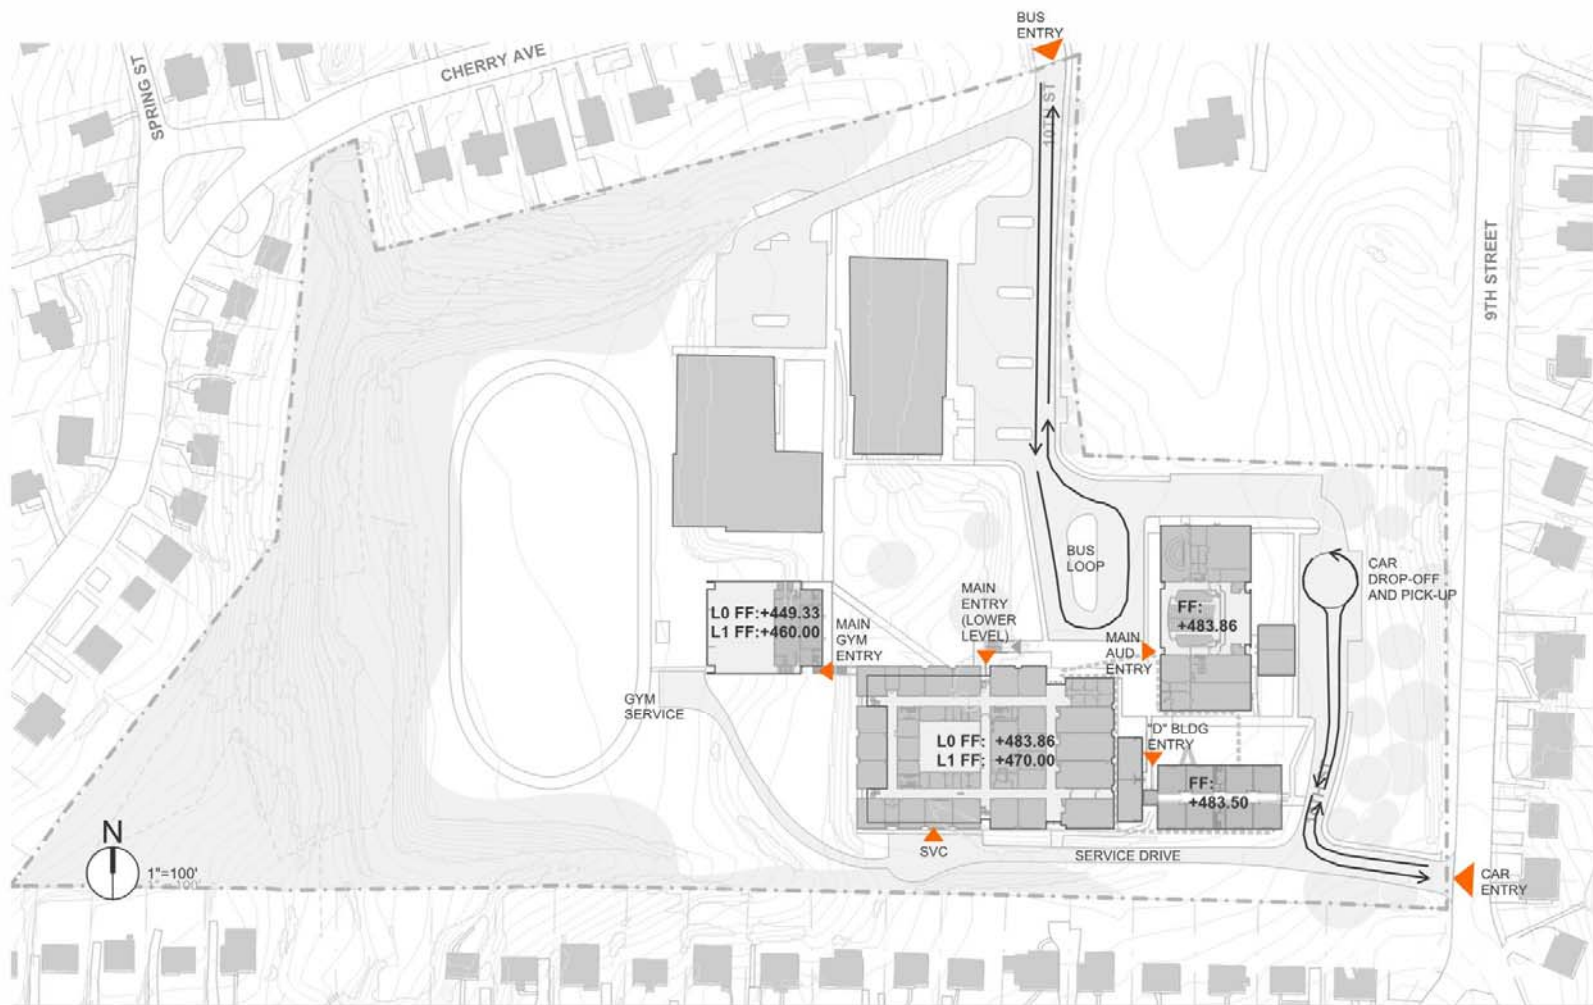 BUS
ENTRY
CHERRY AVE
SPRING ST
10TH ST
9TH STREET
BUS
LOOP
CAR
DROP-OFF
AND PICK-UP
MAIN
ENTRY
(LOWER
LEVEL)
FF:
+483.86
L0 FF:+449.33
L1 FF:+460.00
MAIN
GYM
ENTRY
MAIN
AUD
ENTRY
GYM
SERVICE
"D" BLDG
ENTRY
L0 FF: +483.86
L1 FF: +470.00
FF:
+483.50
N
1"=100'
1"=100'
SVC
SERVICE DRIVE
CAR
ENTRY